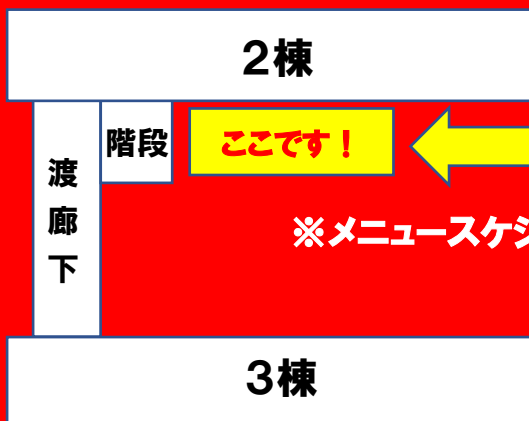 ２棟
階段
ここです！
渡廊下
※メニュースケジ
３棟